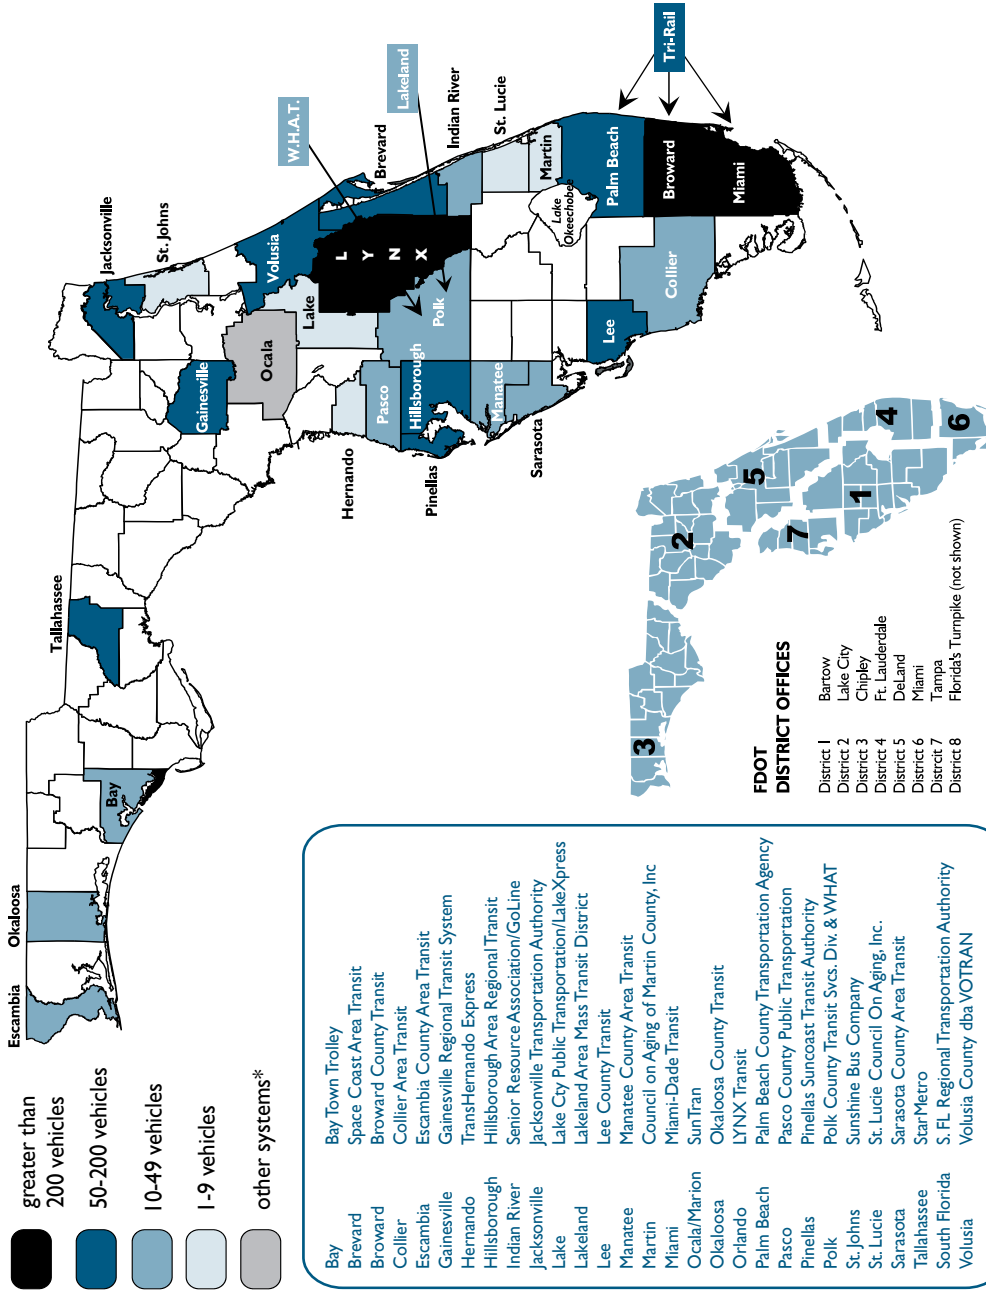 greater than
200 vehicles
50-200 vehicles
10-49 vehicles
1-9 vehicles
other systems*
Escambia
Okaloosa
Bay
Tallahassee
Jacksonville
St. Johns
Gainesville
Ocala
Volusia
Lake
L
Y
N
X
W.H.A.T.
Brevard
Lakeland
Indian River
St. Lucie
Martin
Lake
Okeechobee
Palm Beach
Broward
Miami
Tri-Rail
Hernando
Pasco
Pinellas
Hillsborough
Polk
Manatee
Sarasota
Lee
Collier
Bay Bay Town Trolley
Brevard Space Coast Area Transit
Broward Broward County Transit
Collier Collier Area Transit
Escambia Escambia County Area Transit
Gainesville Gainesville Regional Transit System
Hernando TransHernando Express
Hillsborough Hillsborough Area Regional Transit
Indian River Senior Resource Association/GoLine
Jacksonville Jacksonville Transportation Authority
Lake Lake Cty Public Transportation/LakeXpress
Lakeland Lakeland Area Mass Transit District
Lee Lee County Transit
Manatee Manatee County Area Transit
Martin Council on Aging of Martin County, Inc
Miami Miami-Dade Transit
Ocala/Marion SunTran
Okaloosa Okaloosa County Transit
Orlando LYNX Transit
Palm Beach Palm Beach County Transportation Agency
Pasco Pasco County Public Transportation
Pinellas Pinellas Suncoast Transit Authority
Polk Polk County Transit Svcs. Div. & WHAT
St. Johns Sunshine Bus Company
St. Lucie St. Lucie Council On Aging, Inc.
Sarasota Sarasota County Area Transit
Tallahassee StarMetro
South Florida S. FL Regional Transportation Authority
Volusia Volusia County dba VOTRAN
FDOT
DISTRICT OFFICES
District 1 Bartow
District 2 Lake City
District 3 Chipley
District 4 Ft. Lauderdale
District 5 DeLand
District 6 Miami
Distrcit 7 Tampa
District 8 Florida's Turnpike (not shown)
3
2
5
7
1
4
6